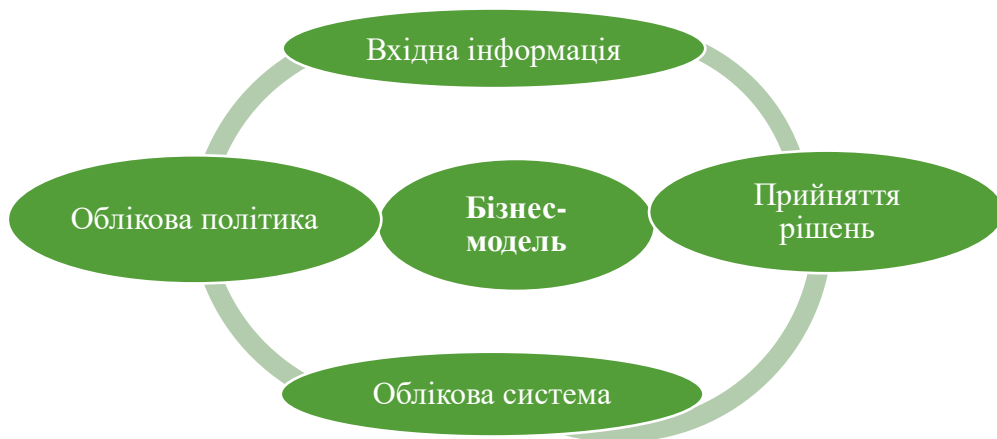 Вхідна інформація
Облікова політика
Бізнес-
модель
Прийняття
рішень
Облікова система